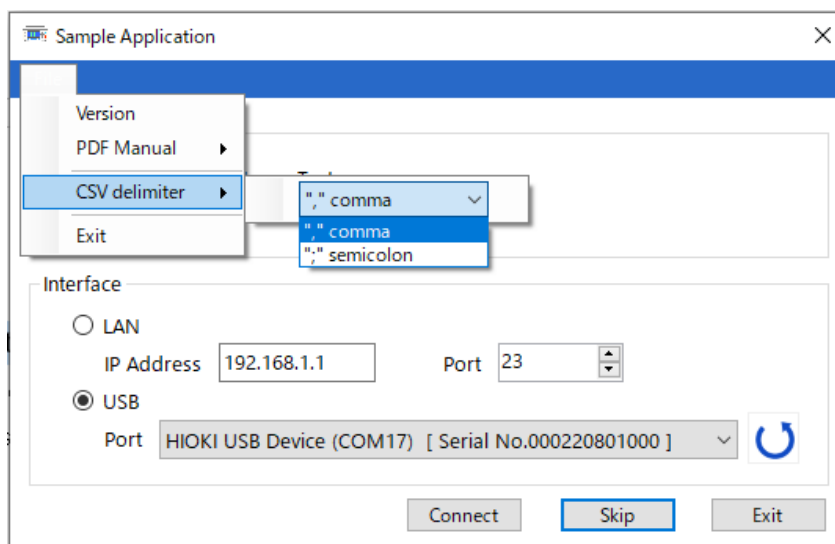 Sample Application
Version
PDF Manual
CSV delimiter
"," comma
"," comma
";" semicolon
Exit
Interface
LAN
IP Address 192.168.1.1 Port 23
USB
Port HIOKI USB Device (COM17) [ Serial No.000220801000 ]
Connect Skip Exit